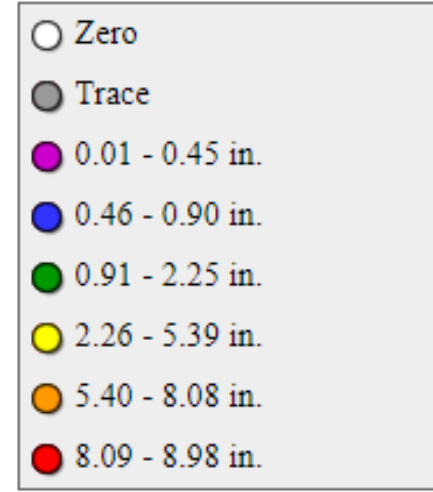 Zero
Trace
0.01 - 0.45 in.
0.46 - 0.90 in.
0.91 - 2.25 in.
2.26 - 5.39 in.
5.40 - 8.08 in.
8.09 - 8.98 in.